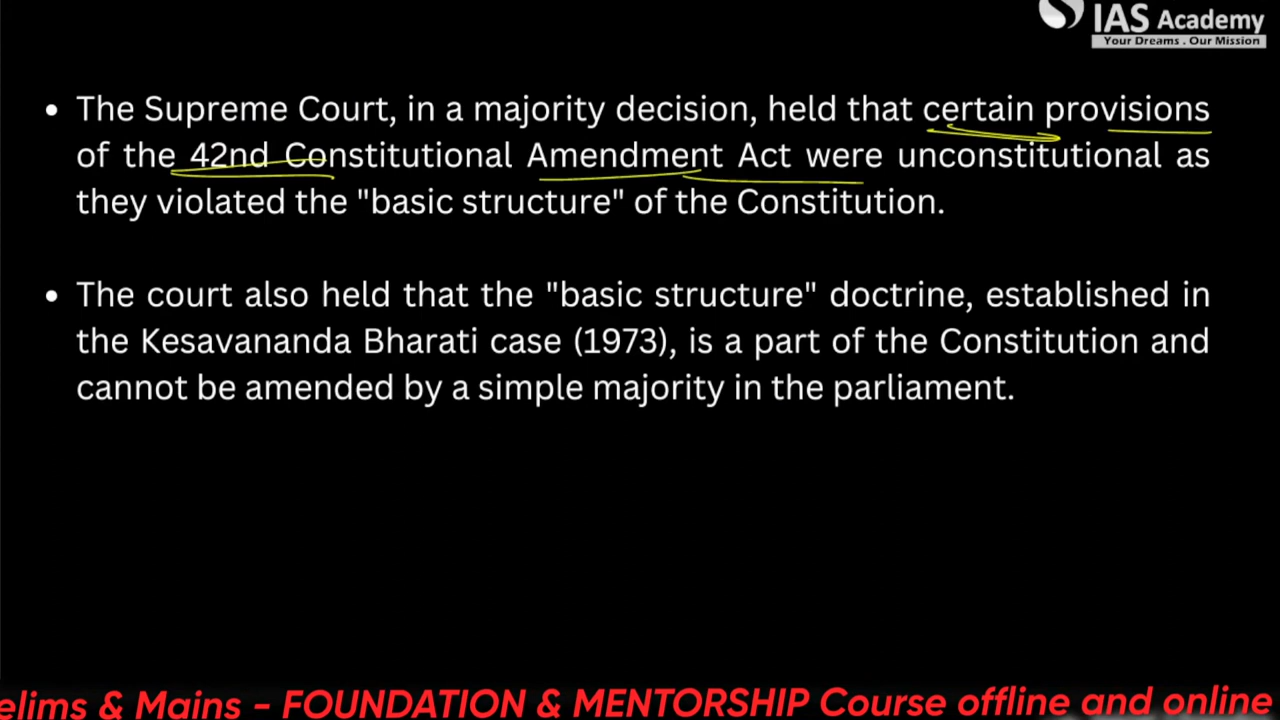 IAS Academy
Your Dreams . Our Mission
• The Supreme Court, in a majority decision, held that certain provisions
of the 42nd Constitutional Amendment Act were unconstitutional as
they violated the "basic structure" of the Constitution.
• The court also held that the "basic structure" doctrine, established in
the Kesavananda Bharati case (1973), is a part of the Constitution and
cannot be amended by a simple majority in the parliament.
elims & Mains - FOUNDATION & MENTORSHIP Course offline and online